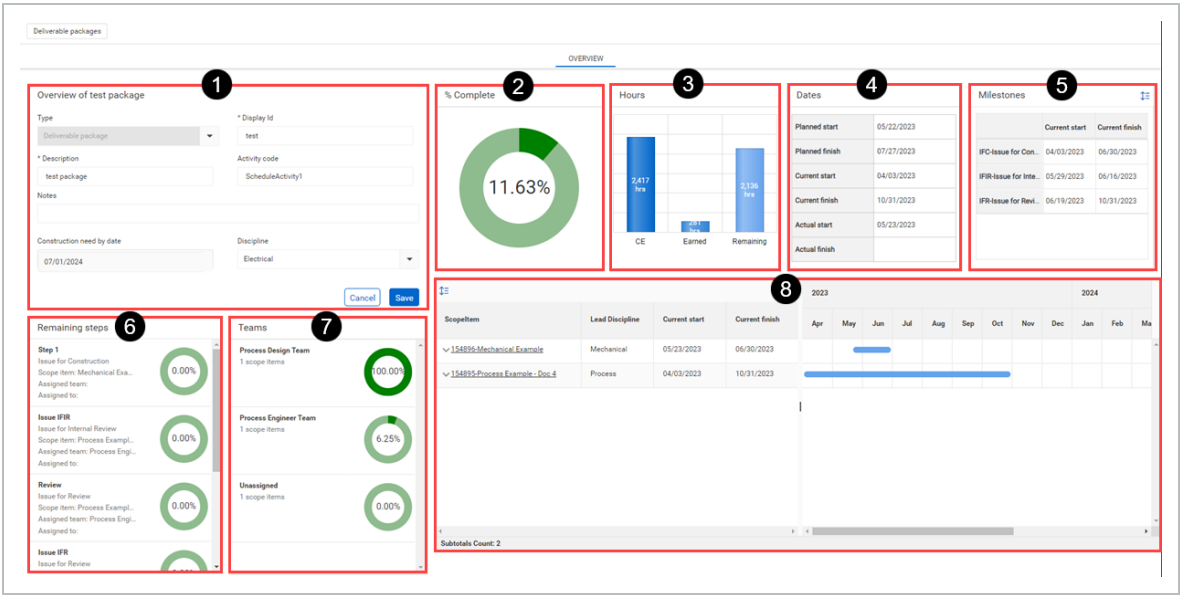 Deliverable packages
OVERVIEW
1
Overview of test package
Type
Deliverable package
* Display Id
test
* Description
test package
Activity code
ScheduleActivity1
Notes
Construction need by date
07/01/2024
Discipline
Electrical
Cancel Save
2
% Complete
11.63%
3
Hours
2,417
hrs
281
hrs
2,136
hrs
CE Earned Remaining
4
Dates
Planned start 05/22/2023
Planned finish 07/27/2023
Current start 04/03/2023
Current finish 10/31/2023
Actual start 05/23/2023
Actual finish
5
Milestones
Current start Current finish
IFC-Issue for Con... 04/03/2023 06/30/2023
IFIR-Issue for Inte... 05/29/2023 06/16/2023
IFR-Issue for Revi... 06/19/2023 10/31/2023
6
Remaining steps
Step 1
Issue for Construction
Scope item: Mechanical Exa...
Assigned team:
Assigned to:
0.00%
Issue IFIR
Issue for Internal Review
Scope item: Process Exampl...
Assigned team: Process Engi...
Assigned to:
0.00%
Review
Issue for Review
Scope item: Process Exampl...
Assigned team: Process Engi...
Assigned to:
0.00%
Issue IFR
Issue for Review
7
Teams
Process Design Team
1 scope items
100.00%
Process Engineer Team
1 scope items
6.25%
Unassigned
1 scope items
0.00%
8
ScopeItem Lead Discipline Current start Current finish
2023 2024
Apr May Jun Jul Aug Sep Oct Nov Dec Jan Feb Ma
154896-Mechanical Example Mechanical 05/23/2023 06/30/2023
154895-Process Example - Doc 4 Process 04/03/2023 10/31/2023
Subtotals Count: 2